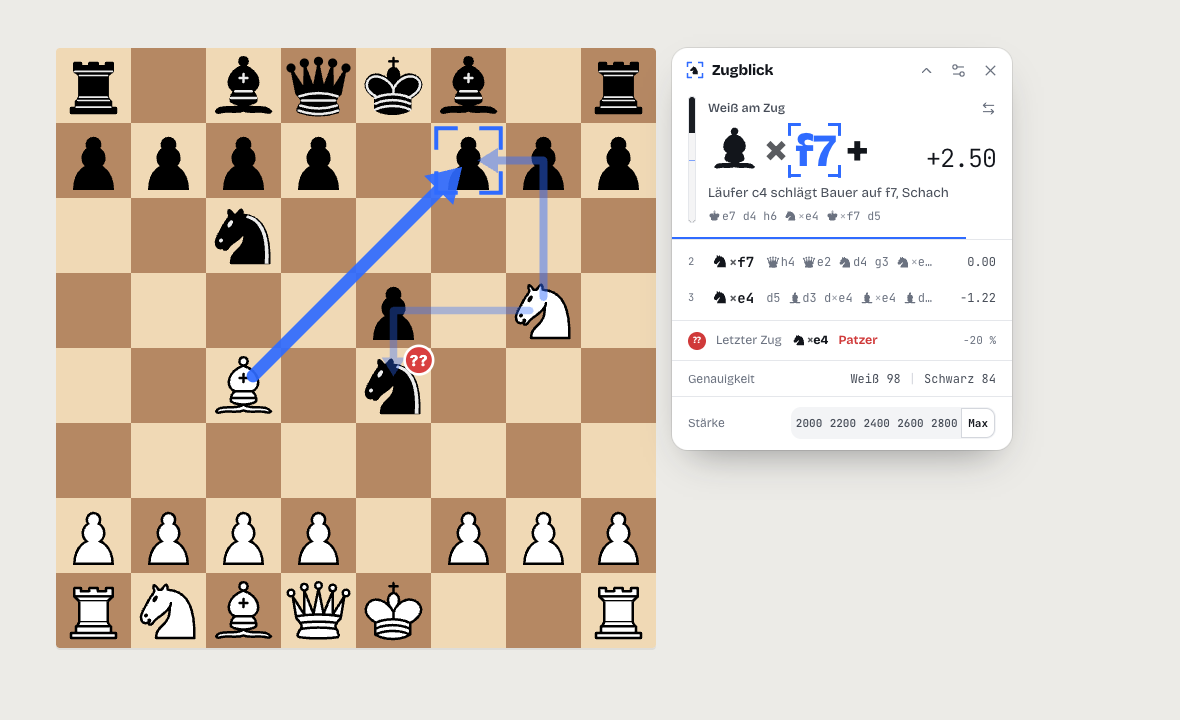 Zugblick
Weiß am Zug
×f7+
+2.50
Läufer c4 schlägt Bauer auf f7, Schach
♚e7 d4 h6 ♞×e4 ♚×f7 d5
2 ♞×f7 ♛h4 ♛e2 ♞d4 g3 ♞×e… 0.00
3 ♞×e4 d5 ♝d3 d×e4 ♝×e4 ♝d… -1.22
?? Letzter Zug ♞×e4 Patzer -20 %
Genauigkeit Weiß 98 | Schwarz 84
Stärke 2000 2200 2400 2600 2800 Max
??